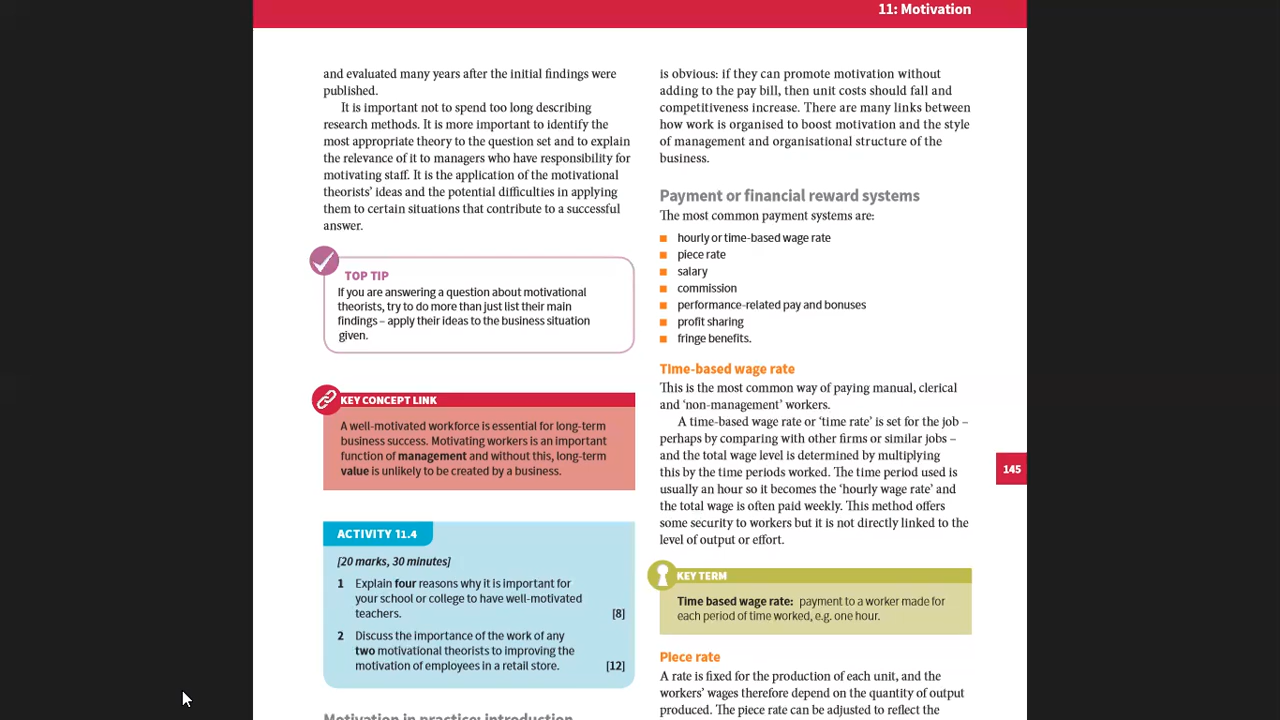 11: Motivation
and evaluated many years after the initial findings were
published.
It is important not to spend too long describing
research methods. It is more important to identify the
most appropriate theory to the question set and to explain
the relevance of it to managers who have responsibility for
motivating staff. It is the application of the motivational
theorists’ ideas and the potential difficulties in applying
them to certain situations that contribute to a successful
answer.
TOP TIP
If you are answering a question about motivational
theorists, try to do more than just list their main
findings – apply their ideas to the business situation
given.
KEY CONCEPT LINK
A well-motivated workforce is essential for long-term
business success. Motivating workers is an important
function of management and without this, long-term
value is unlikely to be created by a business.
ACTIVITY 11.4
[20 marks, 30 minutes]
1 Explain four reasons why it is important for
your school or college to have well-motivated
teachers. [8]
2 Discuss the importance of the work of any
two motivational theorists to improving the
motivation of employees in a retail store. [12]
Motivation in practice: introduction
is obvious: if they can promote motivation without
adding to the pay bill, then unit costs should fall and
competitiveness increase. There are many links between
how work is organised to boost motivation and the style
of management and organisational structure of the
business.
Payment or financial reward systems
The most common payment systems are:
■ hourly or time-based wage rate
■ piece rate
■ salary
■ commission
■ performance-related pay and bonuses
■ profit sharing
■ fringe benefits.
Time-based wage rate
This is the most common way of paying manual, clerical
and ‘non-management’ workers.
A time-based wage rate or ‘time rate’ is set for the job –
perhaps by comparing with other firms or similar jobs –
and the total wage level is determined by multiplying
this by the time periods worked. The time period used is
usually an hour so it becomes the ‘hourly wage rate’ and
the total wage is often paid weekly. This method offers
some security to workers but it is not directly linked to the
level of output or effort.
KEY TERM
Time based wage rate: payment to a worker made for
each period of time worked, e.g. one hour.
Piece rate
A rate is fixed for the production of each unit, and the
workers’ wages therefore depend on the quantity of output
produced. The piece rate can be adjusted to reflect the
145